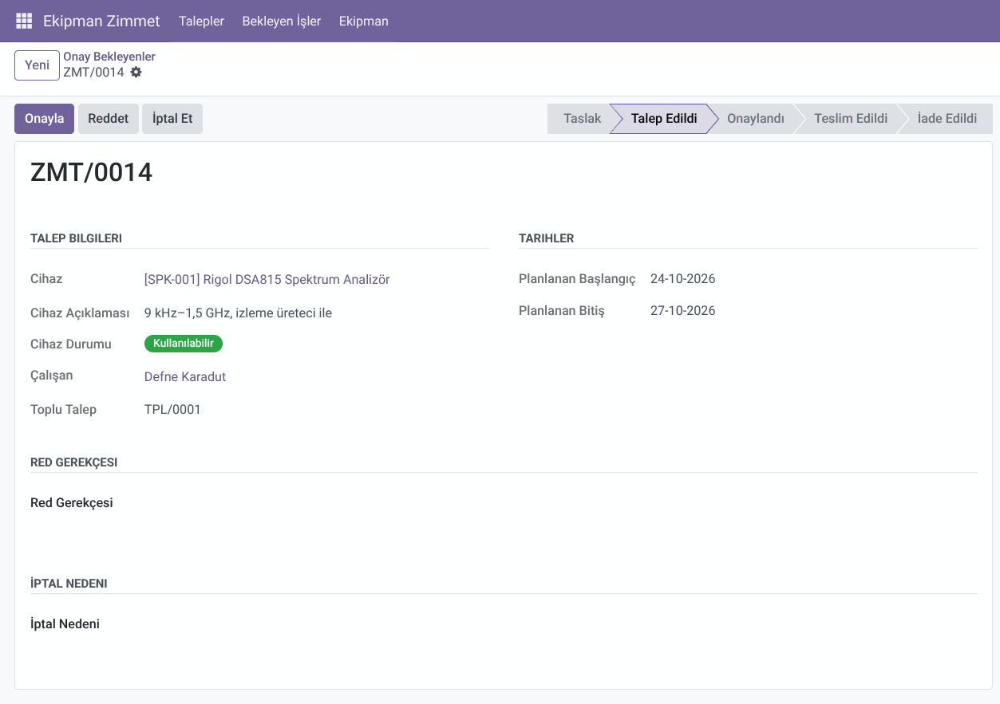 Ekipman Zimmet Talepler Bekleyen İşler Ekipman
Yeni
Onay Bekleyenler
ZMT/0014
Onayla Reddet İptal Et
Taslak Talep Edildi Onaylandı Teslim Edildi İade Edildi
ZMT/0014
TALEP BILGILERI
Cihaz [SPK-001] Rigol DSA815 Spektrum Analizör
Cihaz Açıklaması 9 kHz–1,5 GHz, izleme üreteci ile
Cihaz Durumu Kullanılabilir
Çalışan Defne Karadut
Toplu Talep TPL/0001
TARIHLER
Planlanan Başlangıç 24-10-2026
Planlanan Bitiş 27-10-2026
RED GEREKÇESI
Red Gerekçesi
İPTAL NEDENI
İptal Nedeni